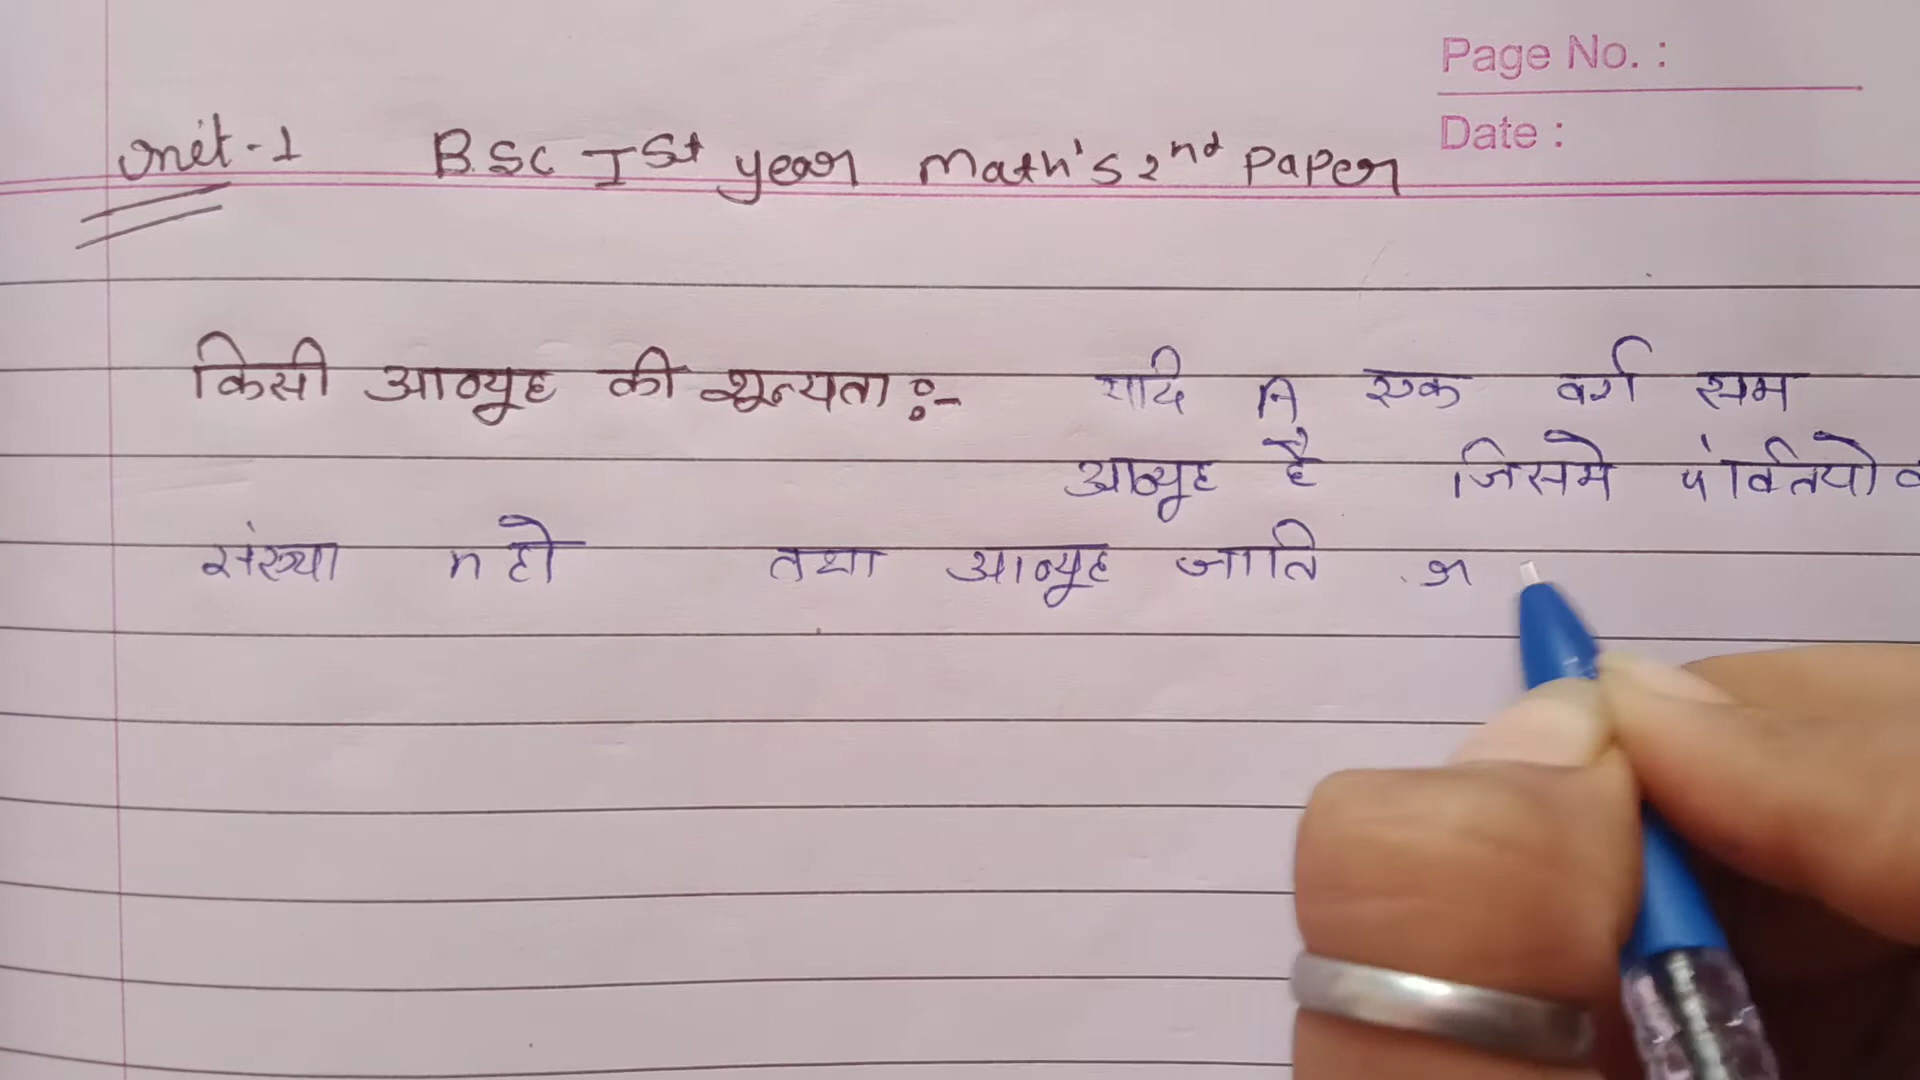 Page No. :
Date :
Unit-1 B.Sc Ist year Math's 2nd Paper
किसी आव्यूह की शून्यता :- यदि A एक वर्ग सम
आव्यूह है जिसमे पंक्तियो
संख्या n हो तथा आव्यूह जाति r